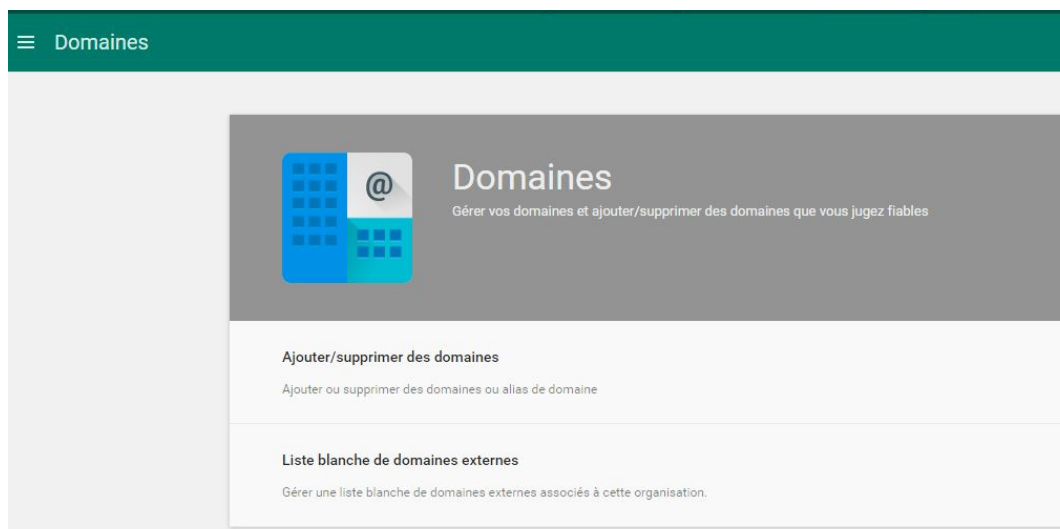 Domaines
@
Domaines
Gérer vos domaines et ajouter/supprimer des domaines que vous jugez fiables
Ajouter/supprimer des domaines
Ajouter ou supprimer des domaines ou alias de domaine
Liste blanche de domaines externes
Gérer une liste blanche de domaines externes associés à cette organisation.